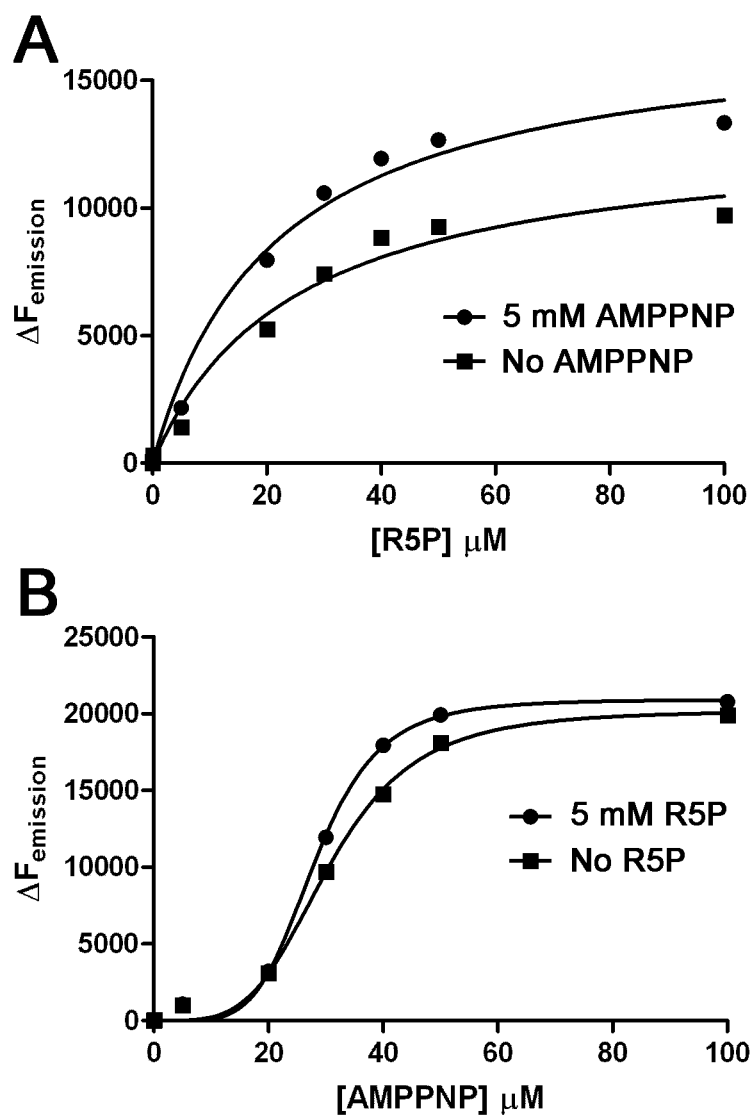 A
15000
10000
5000
0
ΔFemission
5 mM AMPPNP
No AMPPNP
0 20 40 60 80 100
[R5P] μM
B
25000
20000
15000
10000
5000
0
ΔFemission
5 mM R5P
No R5P
0 20 40 60 80 100
[AMPPNP] μM